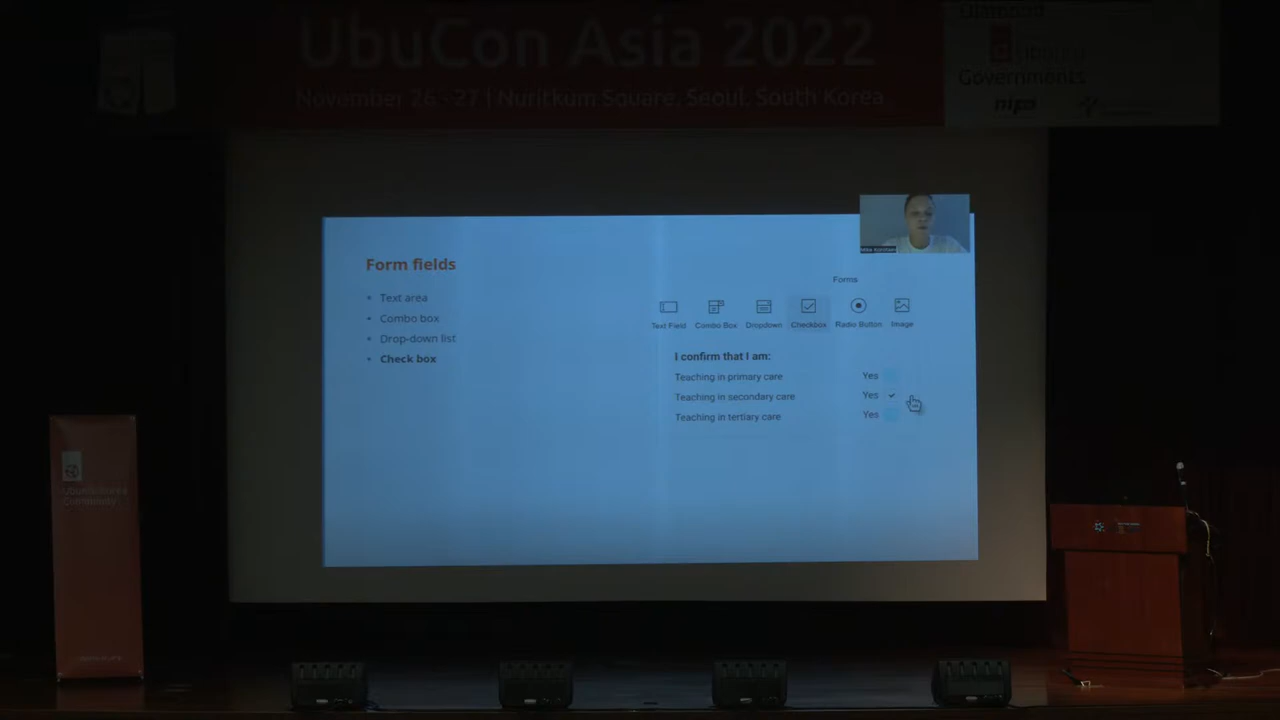 UbuCon Asia 2022
November 26 - 27 | Nuritkum Square, Seoul, South Korea
Diamond
Governments
Form fields
• Text area
• Combo box
• Drop-down list
• Check box
Forms
Text Field
Combo Box
Dropdown
Checkbox
Radio Button
Image
I confirm that I am:
Teaching in primary care Yes
Teaching in secondary care Yes
Teaching in tertiary care Yes
Community